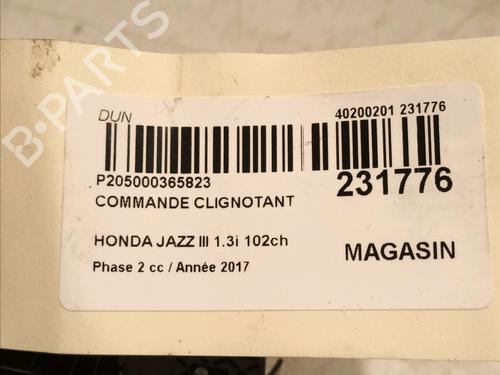 DUN
40200201 231776
P205000365823
231776
COMMANDE CLIGNOTANT
HONDA JAZZ III 1.3i 102ch
MAGASIN
Phase 2 cc / Année 2017
B-PARTS